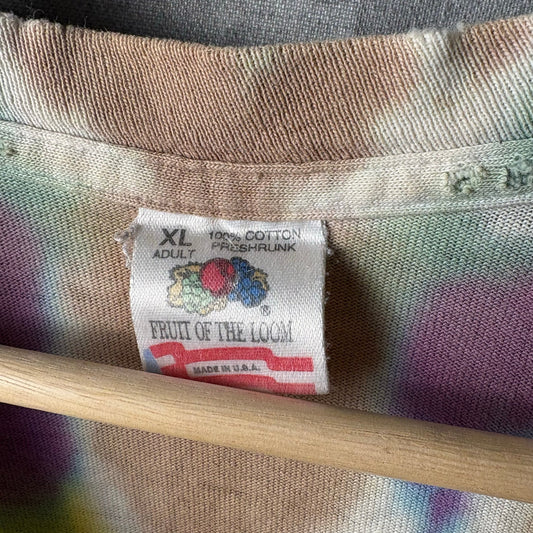 XL 100% COTTON
ADULT PRESHRUNK
®
FRUIT OF THE LOOM
MADE IN U.S.A.